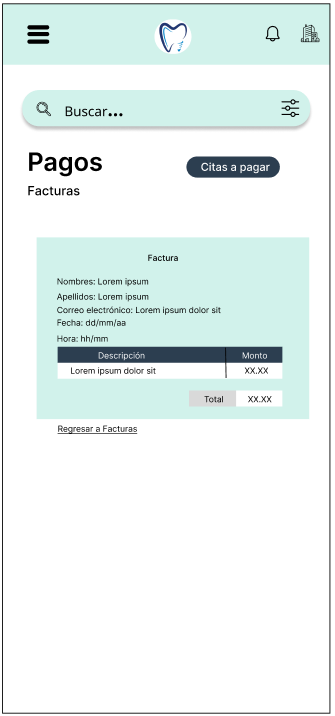 Buscar...
Pagos
Citas a pagar
Facturas
Factura
Nombres: Lorem ipsum
Apellidos: Lorem ipsum
Correo electrónico: Lorem ipsum dolor sit
Fecha: dd/mm/aa
Hora: hh/mm
Descripción Monto
Lorem ipsum dolor sit XX.XX
Total XX.XX
Regresar a Facturas